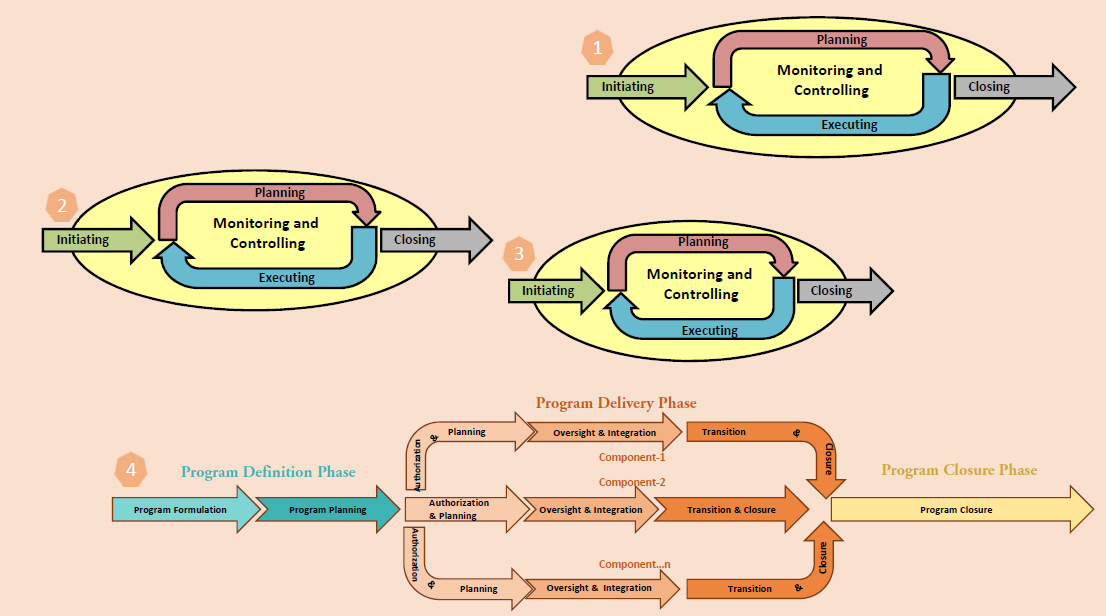 1
Planning
Monitoring and
Controlling
Initiating
Closing
Executing
2
Planning
Monitoring and
Controlling
Initiating
Closing
Executing
3
Planning
Monitoring and
Controlling
Initiating
Closing
Executing
Program Delivery Phase
4
Program Definition Phase
Program Closure Phase
Authorization & Planning
Oversight & Integration
Transition & Closure
Component-1
Component-2
Program Formulation
Program Planning
Authorization
& Planning
Oversight & Integration
Transition & Closure
Program Closure
Component...n
Authorization & Planning
Oversight & Integration
Transition & Closure